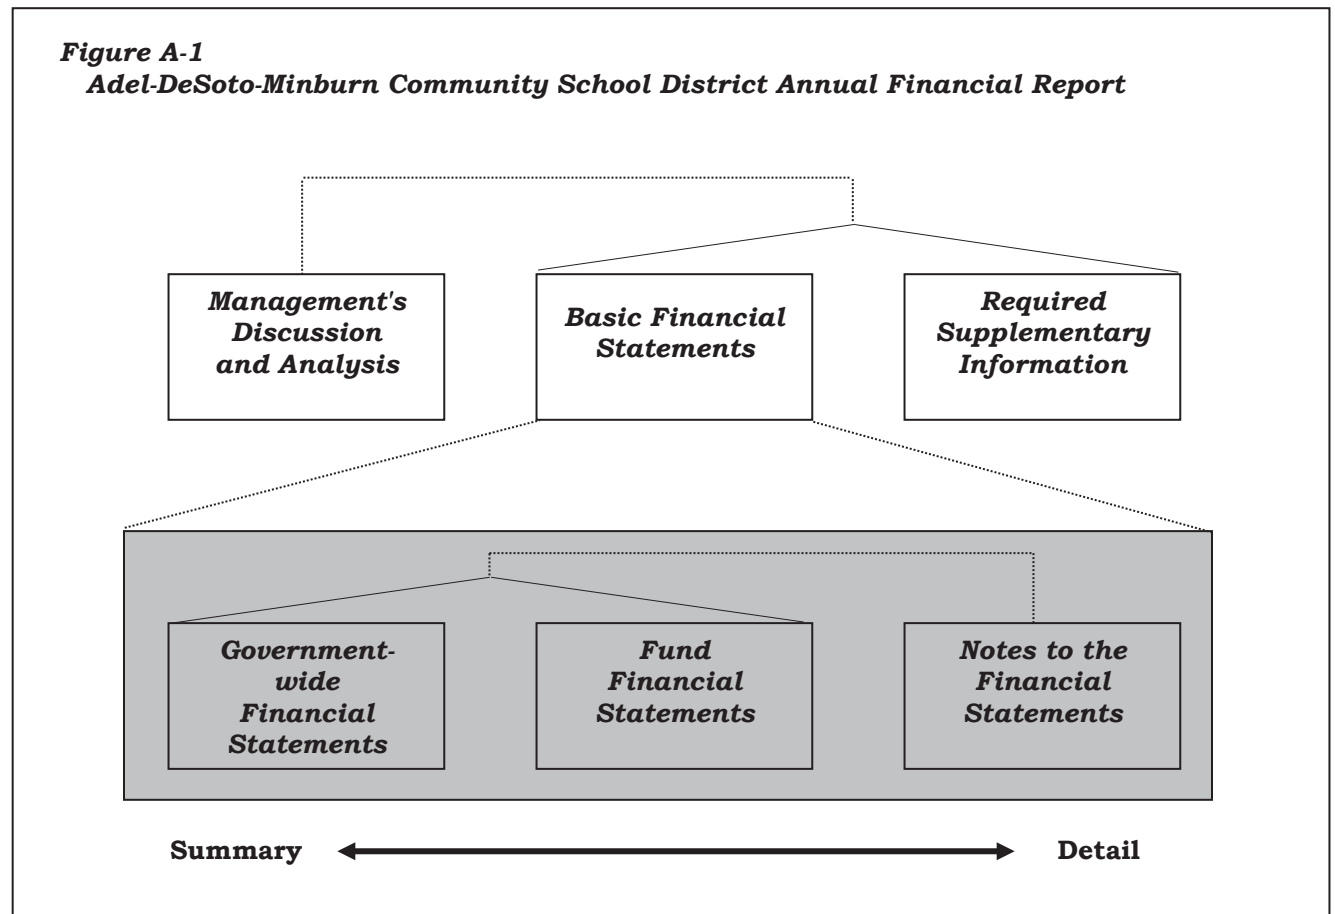 Figure A-1
Adel-DeSoto-Minburn Community School District Annual Financial Report
Management's
Discussion
and Analysis
Basic Financial
Statements
Required
Supplementary
Information
Government-
wide
Financial
Statements
Fund
Financial
Statements
Notes to the
Financial
Statements
Summary
Detail